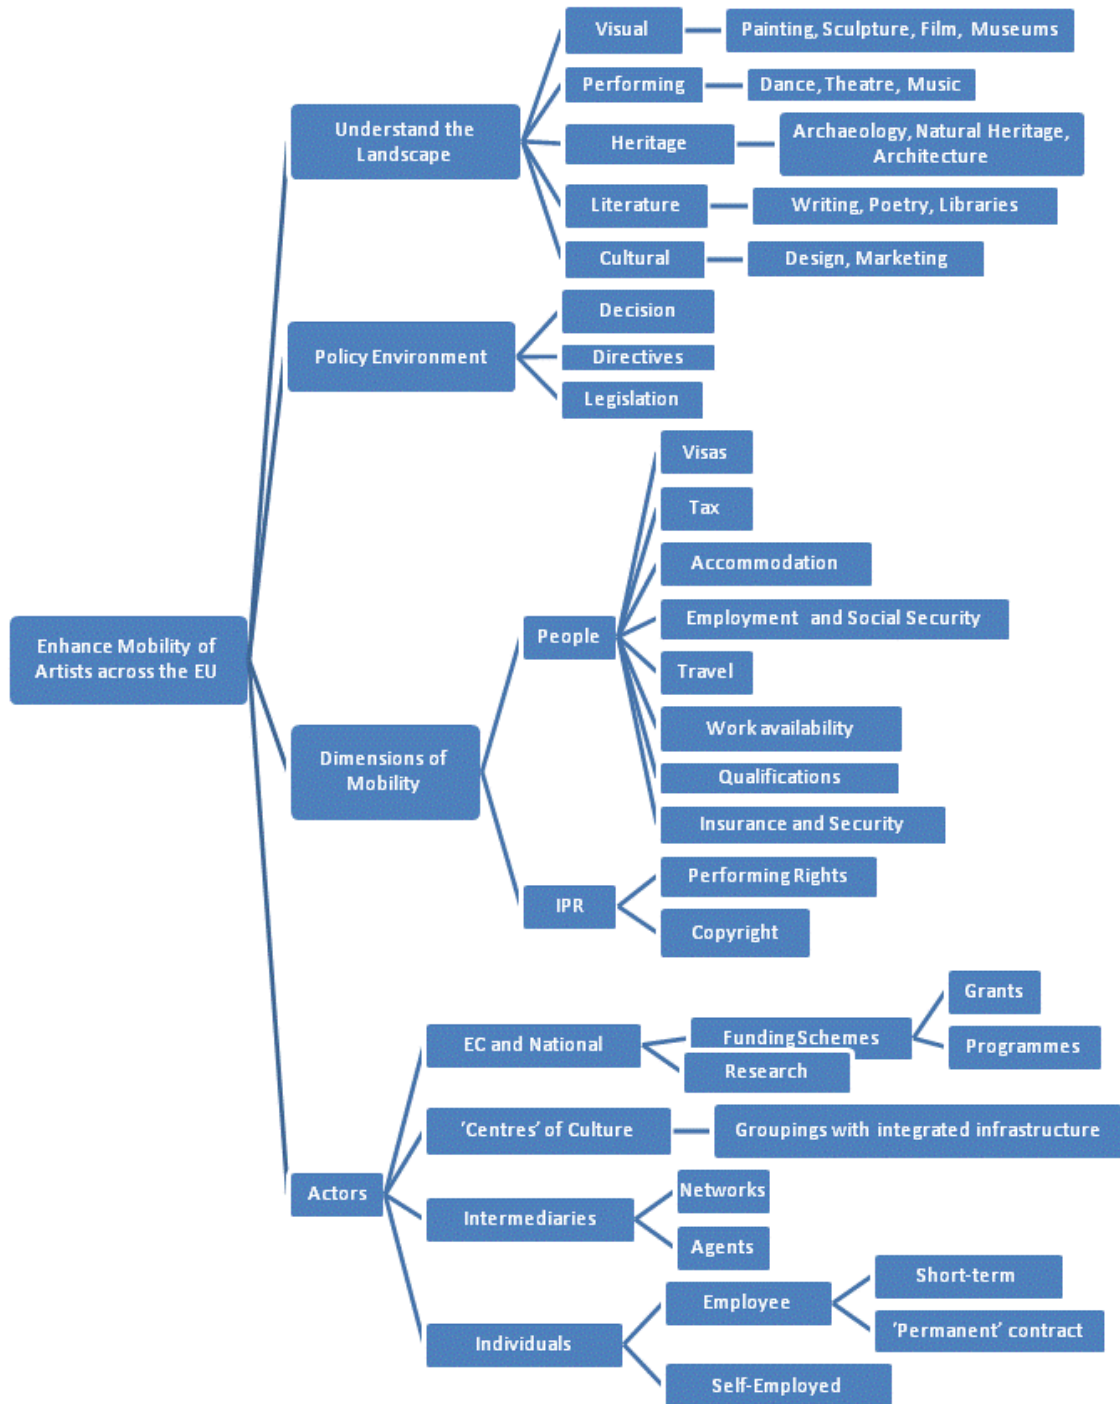 Visual
Painting, Sculpture, Film, Museums
Performing
Dance, Theatre, Music
Understand the
Landscape
Heritage
Archaeology, Natural Heritage,
Architecture
Literature
Writing, Poetry, Libraries
Cultural
Design, Marketing
Policy Environment
Decision
Directives
Legislation
Enhance Mobility of
Artists across the EU
Dimensions of
Mobility
People
Visas
Tax
Accommodation
Employment and Social Security
Travel
Work availability
Qualifications
Insurance and Security
IPR
Performing Rights
Copyright
Actors
EC and National
Funding Schemes
Grants
Programmes
Research
'Centres' of Culture
Groupings with integrated infrastructure
Intermediaries
Networks
Agents
Individuals
Employee
Short-term
'Permanent' contract
Self-Employed